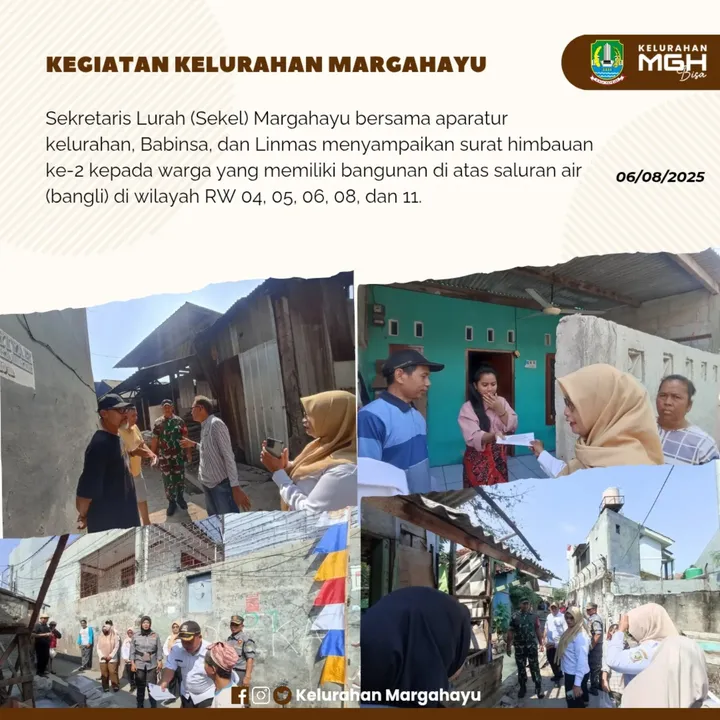 KEGIATAN KELURAHAN MARGAHAYU
KELURAHAN
MGH
Bisa
Sekretaris Lurah (Sekel) Margahayu bersama aparatur
kelurahan, Babinsa, dan Linmas menyampaikan surat himbauan
ke-2 kepada warga yang memiliki bangunan di atas saluran air
(bangli) di wilayah RW 04, 05, 06, 08, dan 11.
06/08/2025
Kelurahan Margahayu